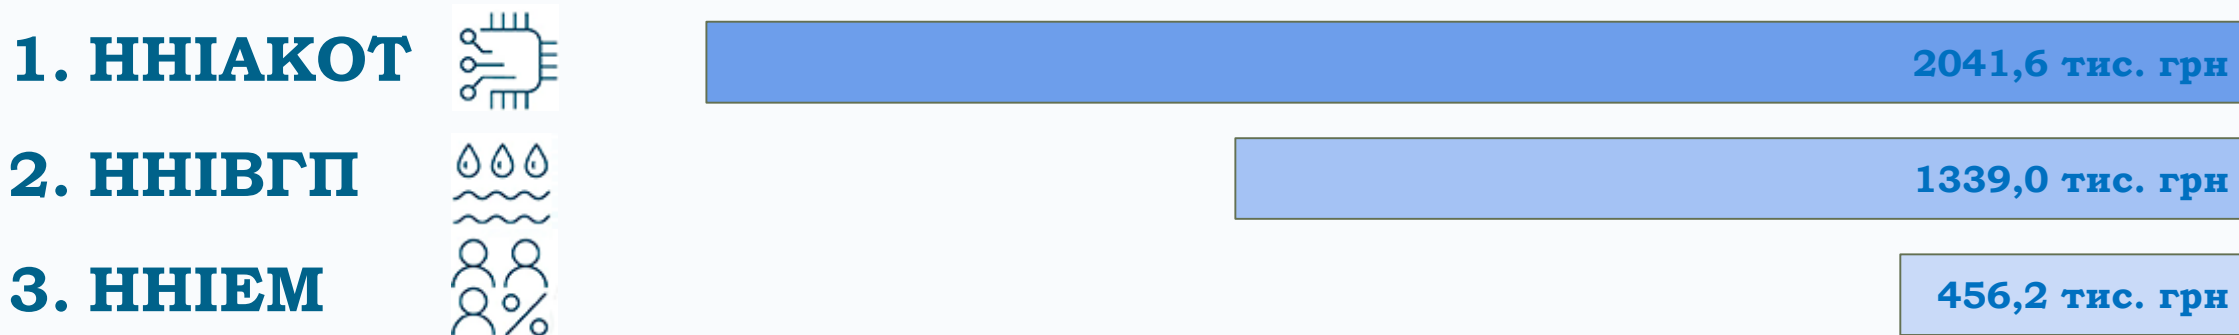 1. ННІАКОТ 2041,6 тис. грн
2. ННІВГП 1339,0 тис. грн
3. ННІЕМ 456,2 тис. грн